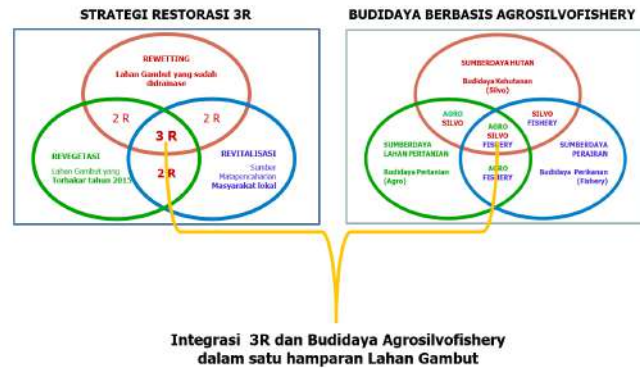 STRATEGI RESTORASI 3R
REWETTING
Lahan Gambut yang sudah
didrainase
2 R
2 R
3 R
REVEGETASI
Lahan Gambut yang
Terbakar tahun 2015
REVITALISASI
Sumber
Matapencaharian
Masyarakat lokal
2 R
BUDIDAYA BERBASIS AGROSILVOFISHERY
SUMBERDAYA HUTAN
Budidaya Kehutanan
(Silvo)
AGRO
SILVO
SILVO
FISHERY
AGRO
SILVO
FISHERY
SUMBERDAYA
LAHAN PERTANIAN
Budidaya Pertanian (Agro)
SUMBERDAYA
PERAIRAN
Budidaya Perikanan
(Fishery)
AGRO
FISHERY
Integrasi 3R dan Budidaya Agrosilvofishery
dalam satu hamparan Lahan Gambut